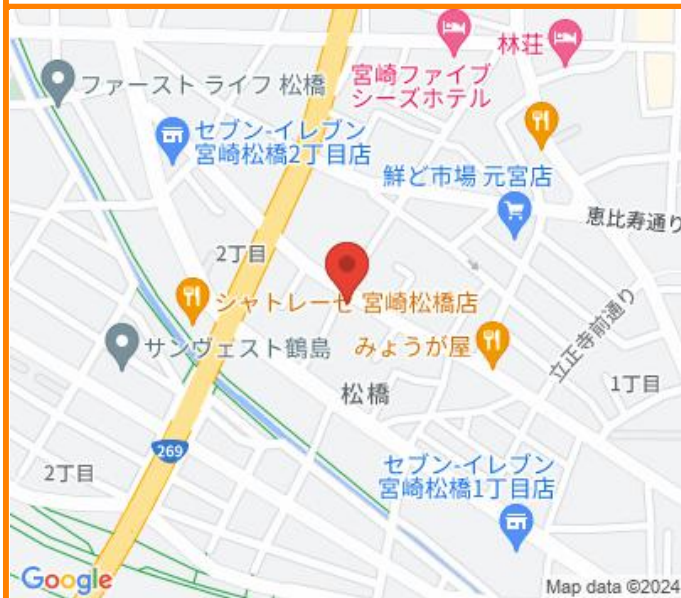 林荘
宮崎ファイブ
シーズホテル
ファースト ライフ 松橋
セブン-イレブン
宮崎松橋2丁目店
鮮ど市場 元宮店
恵比寿通り
2丁目
シャトレーゼ 宮崎松橋店
サンヴェスト鶴島
みょうが屋
立正寺前通り
1丁目
松橋
269
2丁目
セブン-イレブン
宮崎松橋1丁目店
Google
Map data ©2024